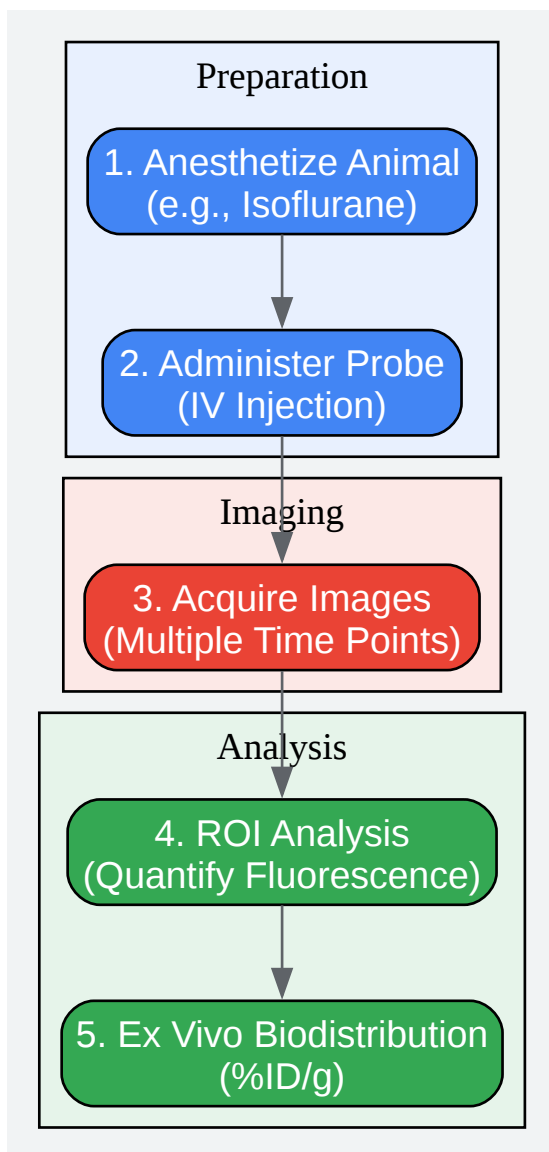 Preparation
1. Anesthetize Animal
(e.g., Isoflurane)
2. Administer Probe
(IV Injection)
Imaging
3. Acquire Images
(Multiple Time Points)
Analysis
4. ROI Analysis
(Quantify Fluorescence)
5. Ex Vivo Biodistribution
(%ID/g)